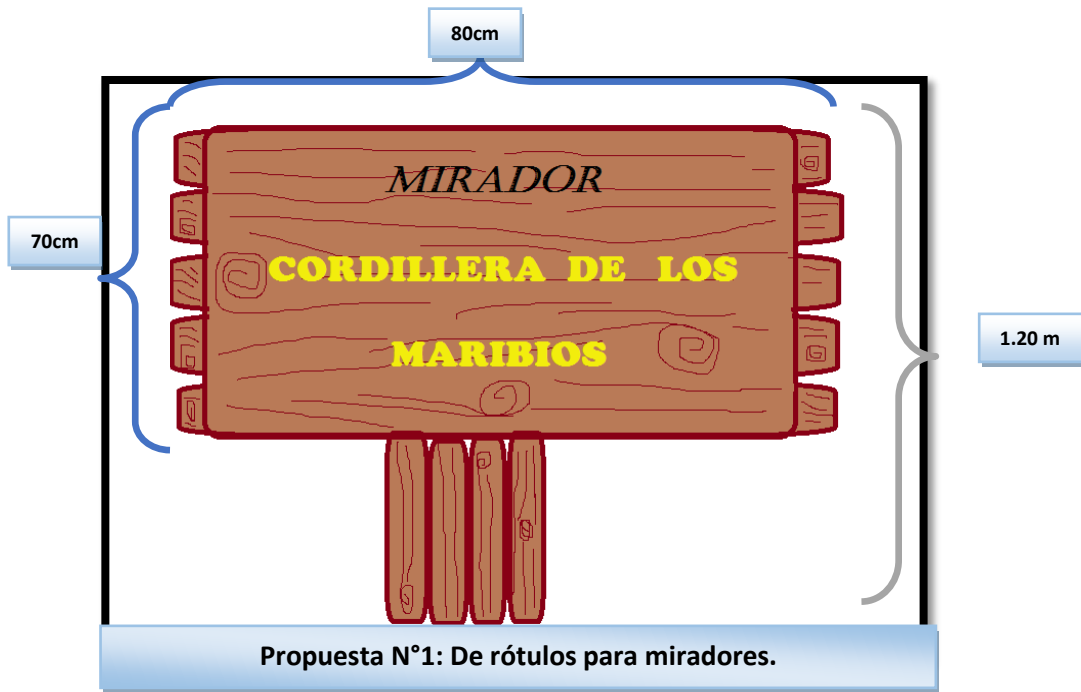 80cm
MIRADOR
70cm
CORDILLERA DE LOS
1.20 m
MARIBIOS
Propuesta N°1: De rótulos para miradores.